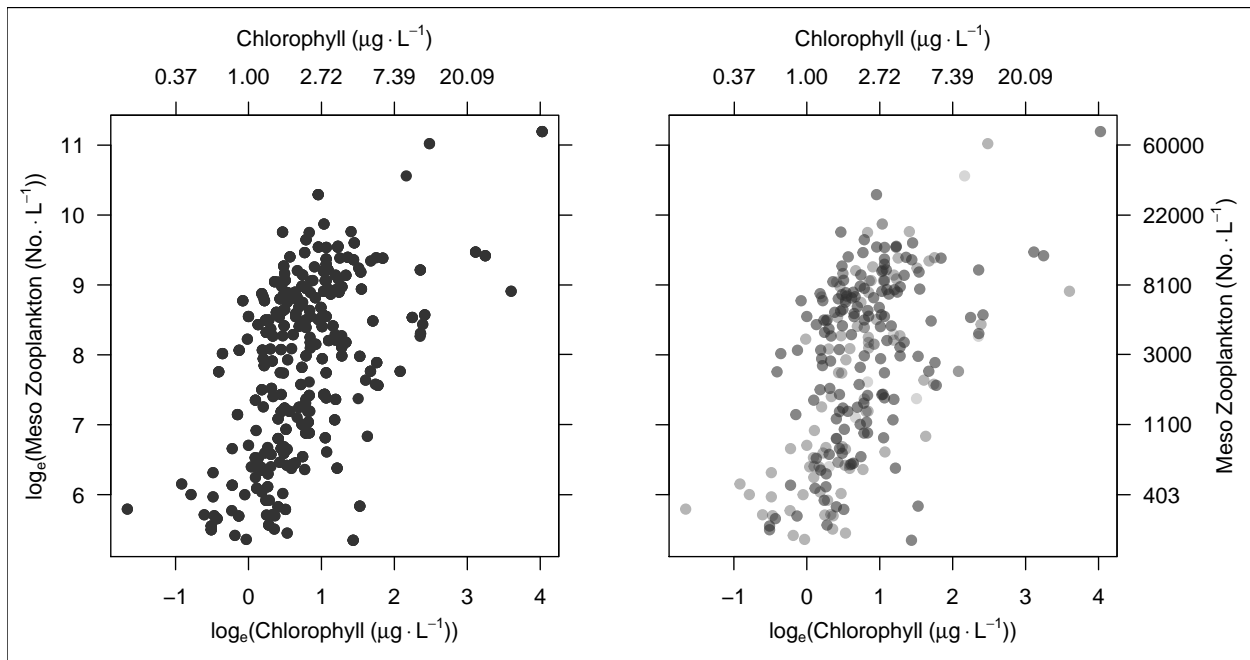 Chlorophyll (μg · L⁻¹) Chlorophyll (μg · L⁻¹)
0.37 1.00 2.72 7.39 20.09 0.37 1.00 2.72 7.39 20.09
11 60000
10 22000
9 8100
8 3000
7 1100
6 403
logₑ(Meso Zooplankton (No. · L⁻¹))
Meso Zooplankton (No. · L⁻¹)
−1 0 1 2 3 4 −1 0 1 2 3 4
logₑ(Chlorophyll (μg · L⁻¹)) logₑ(Chlorophyll (μg · L⁻¹))